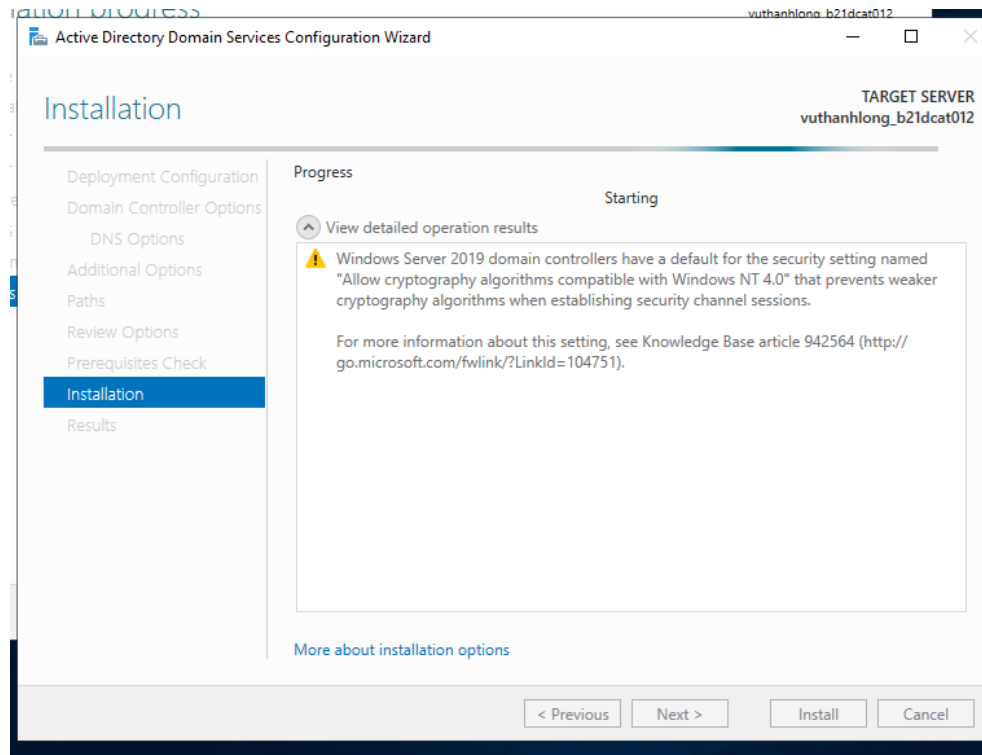 lation progress
vuthanhlong_b21dcat012
Active Directory Domain Services Configuration Wizard
Installation
TARGET SERVER
vuthanhlong_b21dcat012
Deployment Configuration
Domain Controller Options
DNS Options
Additional Options
Paths
Review Options
Prerequisites Check
Installation
Results
Progress
Starting
View detailed operation results
Windows Server 2019 domain controllers have a default for the security setting named
"Allow cryptography algorithms compatible with Windows NT 4.0" that prevents weaker
cryptography algorithms when establishing security channel sessions.
For more information about this setting, see Knowledge Base article 942564 (http://
go.microsoft.com/fwlink/?LinkId=104751).
More about installation options
< Previous
Next >
Install
Cancel